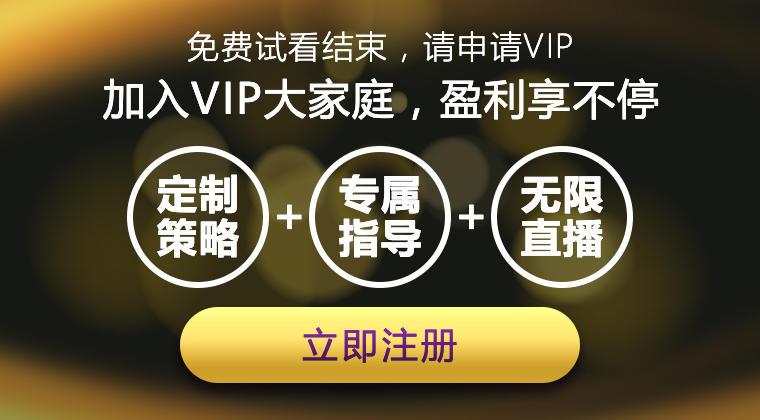 免费试看结束，请申请VIP
加入VIP大家庭，盈利享不停
定制
策略
+
专属
指导
+
无限
直播
立即注册